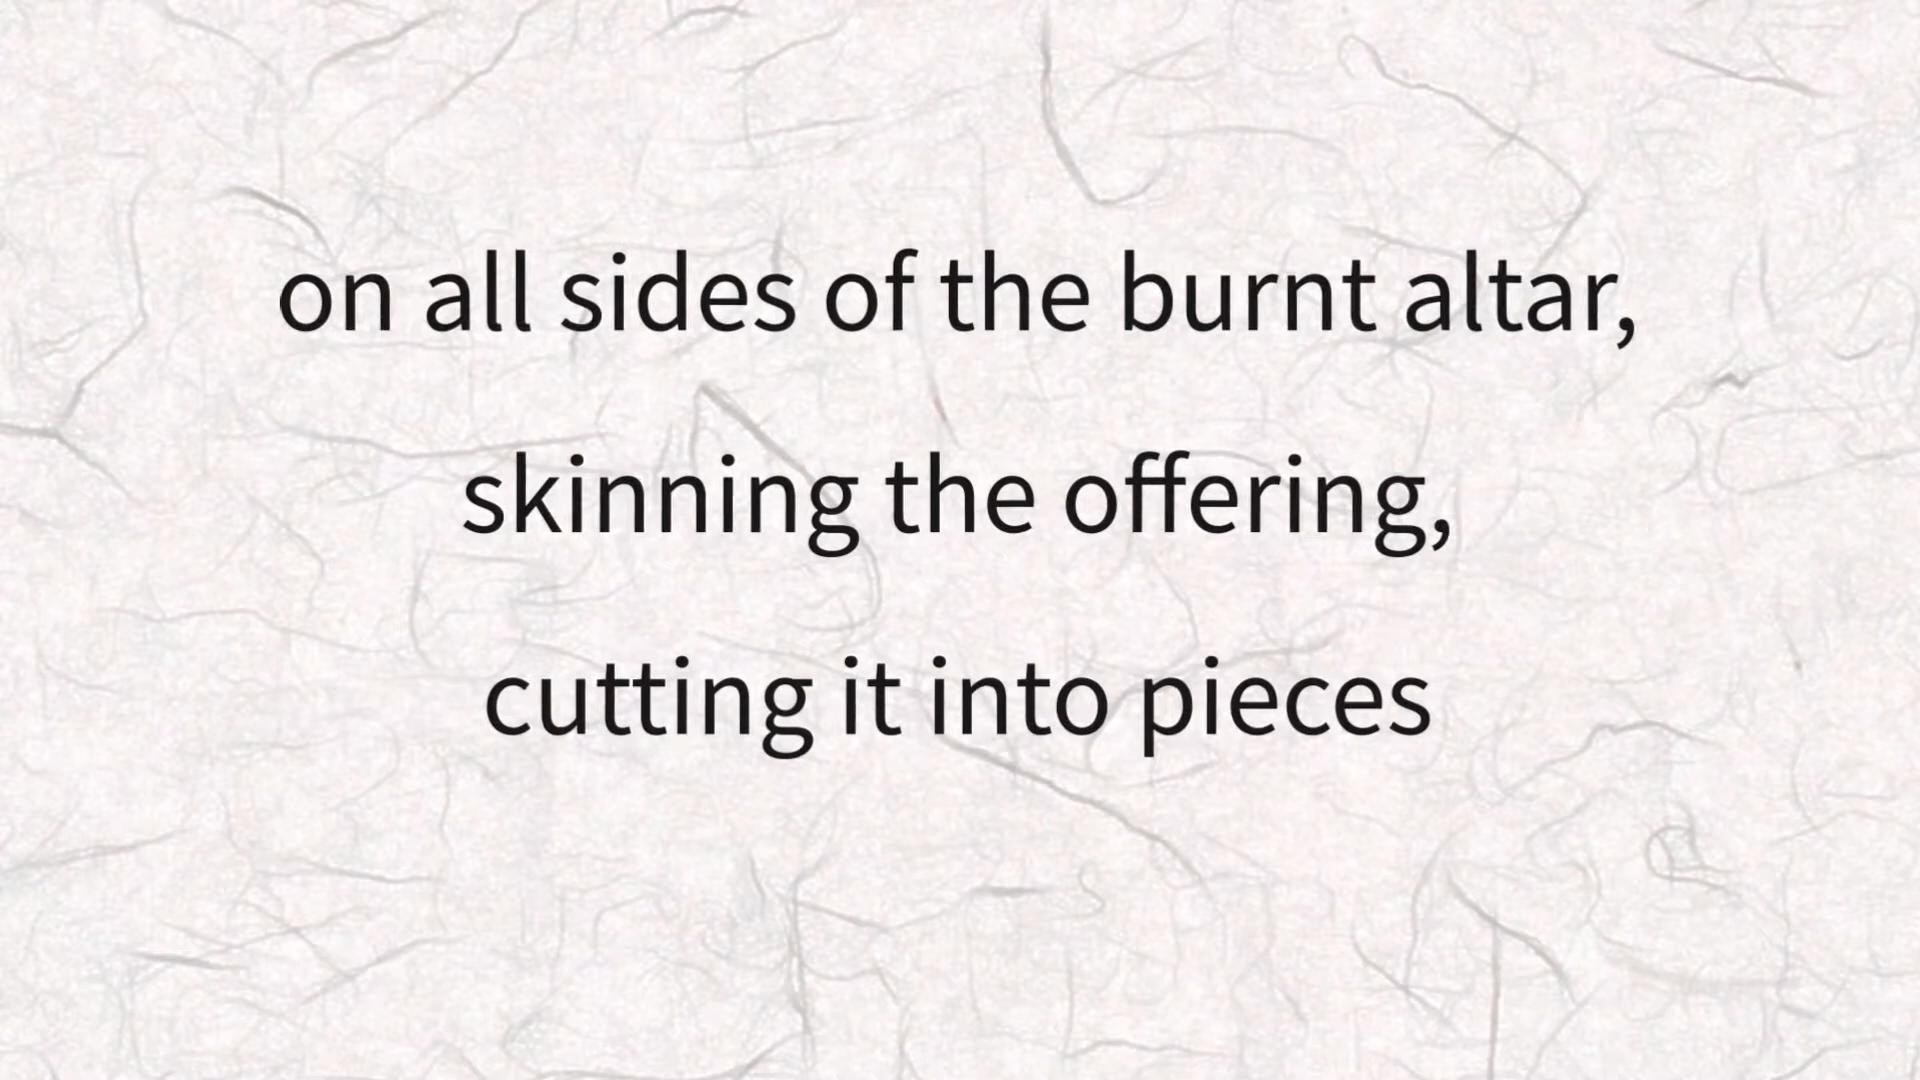 on all sides of the burnt altar,
skinning the offering,
cutting it into pieces